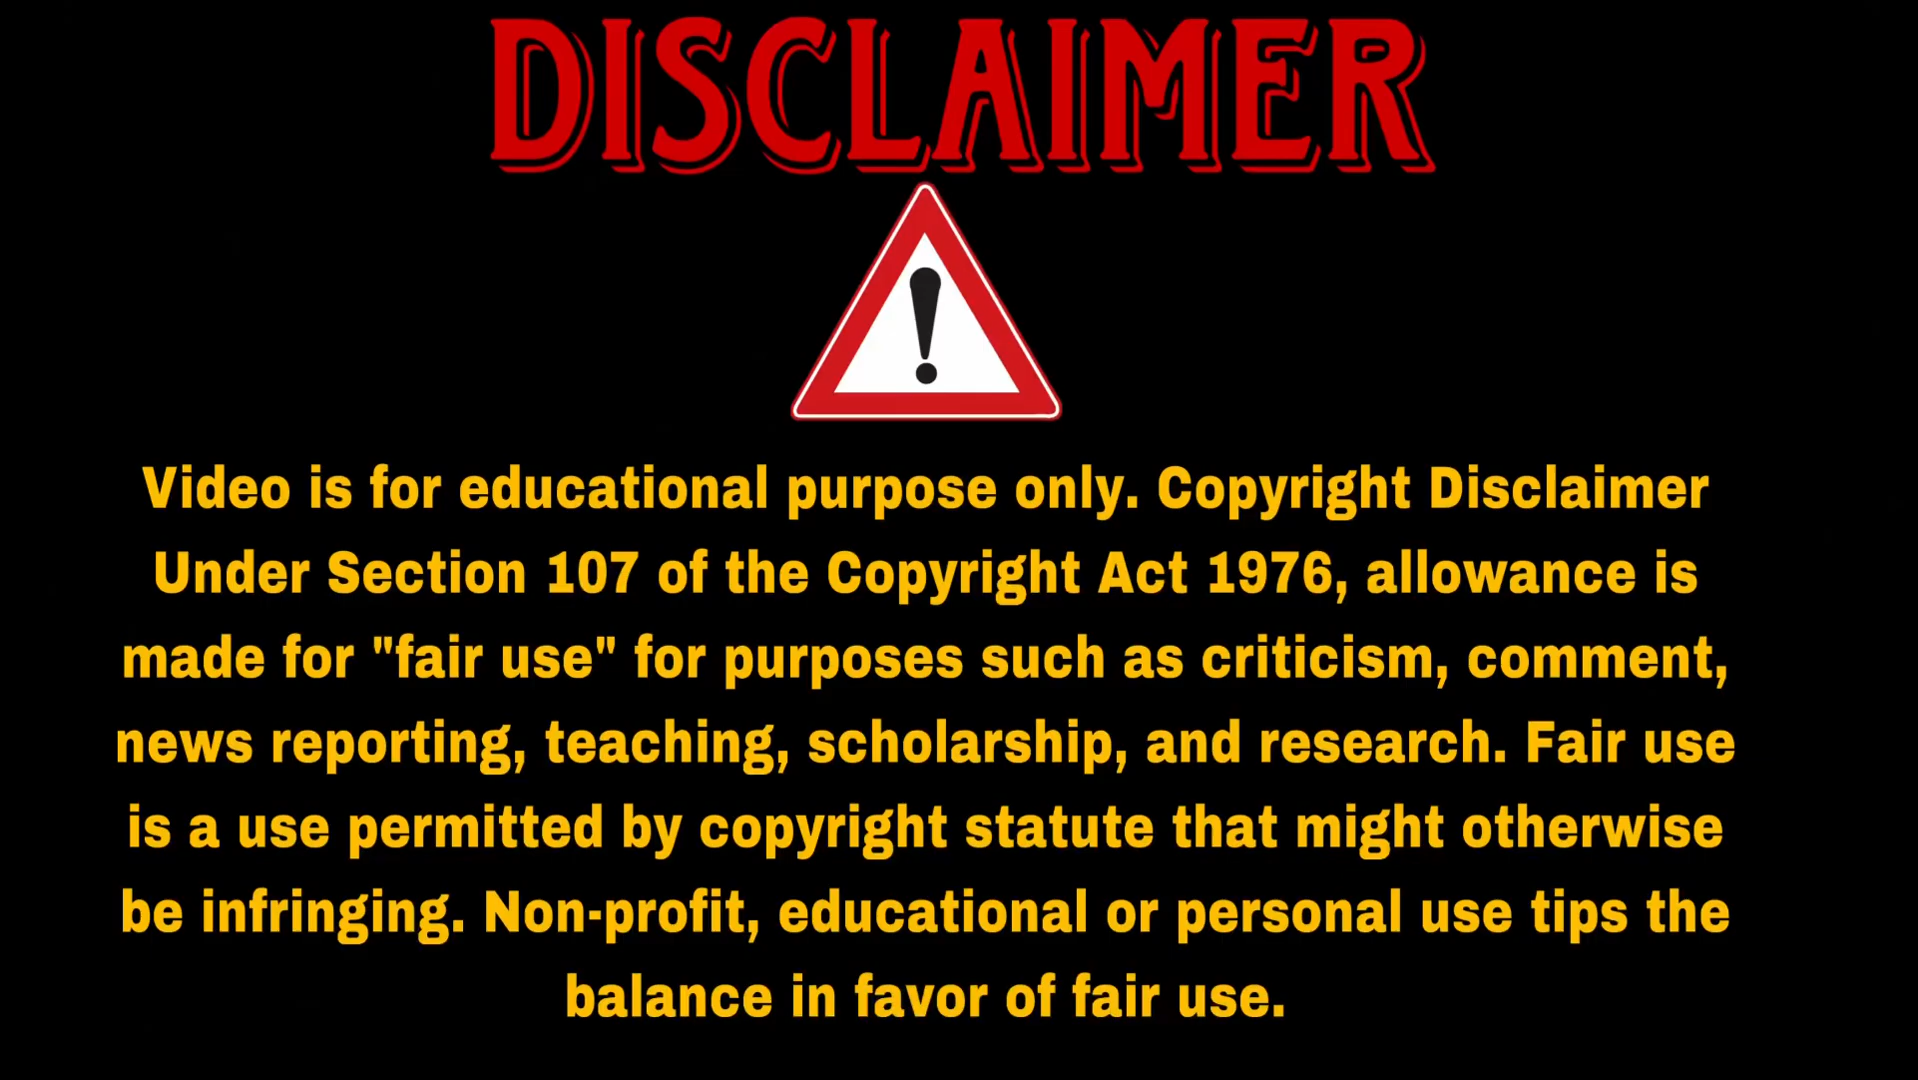 DISCLAIMER
Video is for educational purpose only. Copyright Disclaimer
Under Section 107 of the Copyright Act 1976, allowance is
made for "fair use" for purposes such as criticism, comment,
news reporting, teaching, scholarship, and research. Fair use
is a use permitted by copyright statute that might otherwise
be infringing. Non-profit, educational or personal use tips the
balance in favor of fair use.